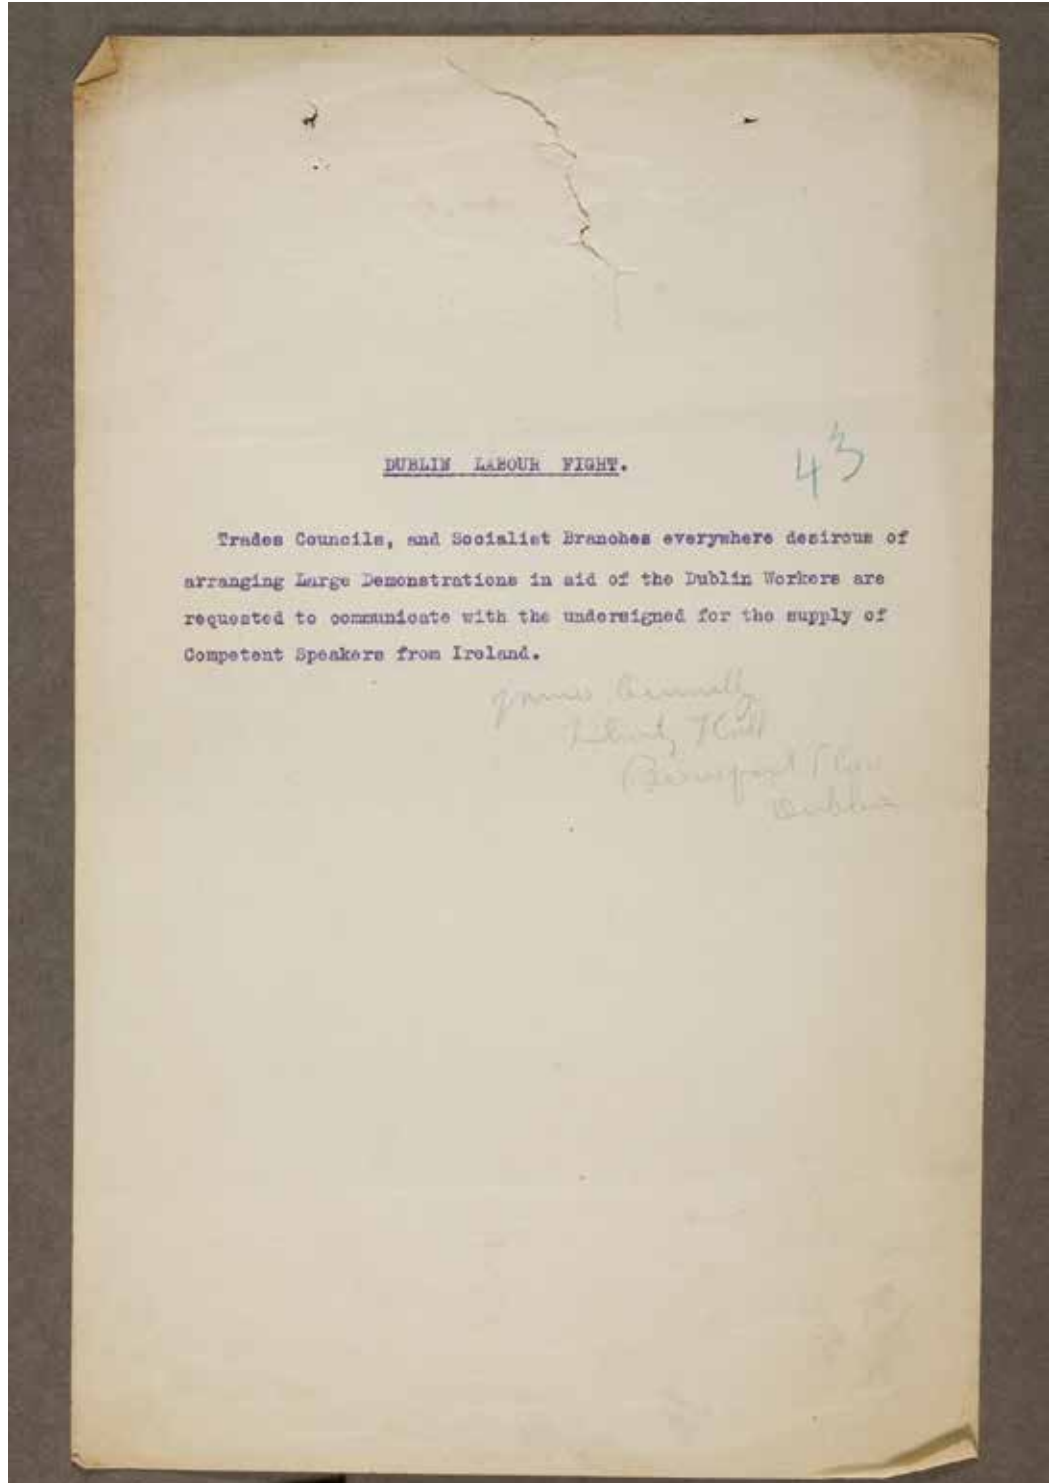 DUBLIN LABOUR FIGHT.
43
Trades Councils, and Socialist Branches everywhere desirous of
arranging Large Demonstrations in aid of the Dublin Workers are
requested to communicate with the undersigned for the supply of
Competent Speakers from Ireland.
James Connolly
Liberty Hall
Beresford Place
Dublin